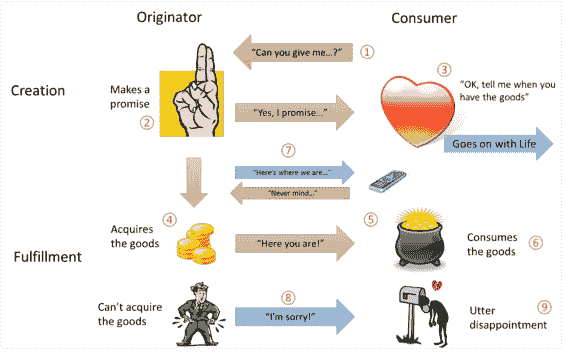 Originator
Consumer
"Can you give me…?"
①
Creation
Makes a
promise
②
"Yes, I promise…"
③
"OK, tell me when you
have the goods"
Goes on with Life
⑦
"Here's where we are…"
"Never mind…"
Fulfillment
Acquires
the goods
④
"Here you are!"
⑤
Consumes
the goods
⑥
Can't acquire
the goods
⑧
"I'm sorry!"
Utter
disappointment
⑨